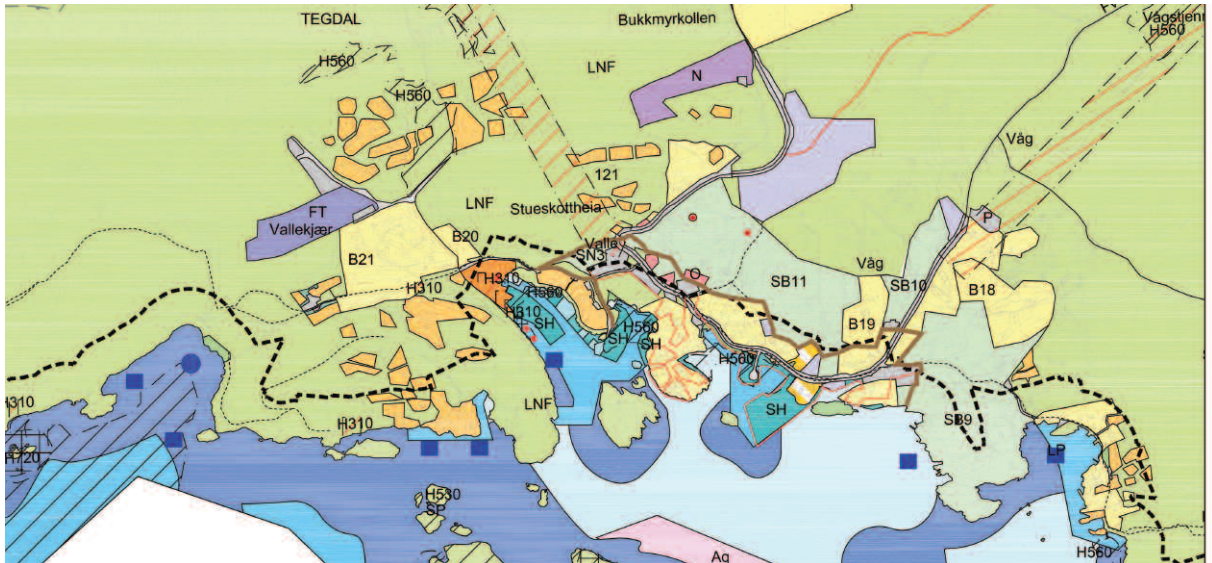 TEGDAL
Bukkmyrkollen
Vågstjenn
H560
H560
LNF
N
H560
Våg
121
LNF
Stueskottheia
FT
Vallekjær
P
B20
Valle
SN3
B21
O
Våg
SB11
SB10
H310
H310
H560
B18
HB10
SH
H560
SH
SH
B19
H560
LNF
SH
H310
H310
SB9
LP
H720
H530
SP
Ag
H560